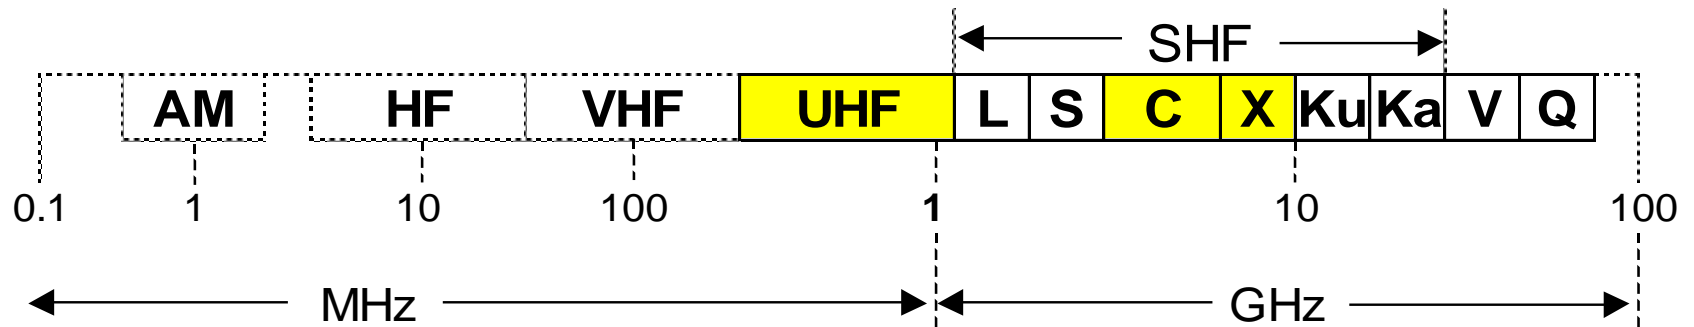 SHF
AM HF VHF UHF L S C X Ku Ka V Q
0.1 1 10 100 1 10 100
MHz GHz